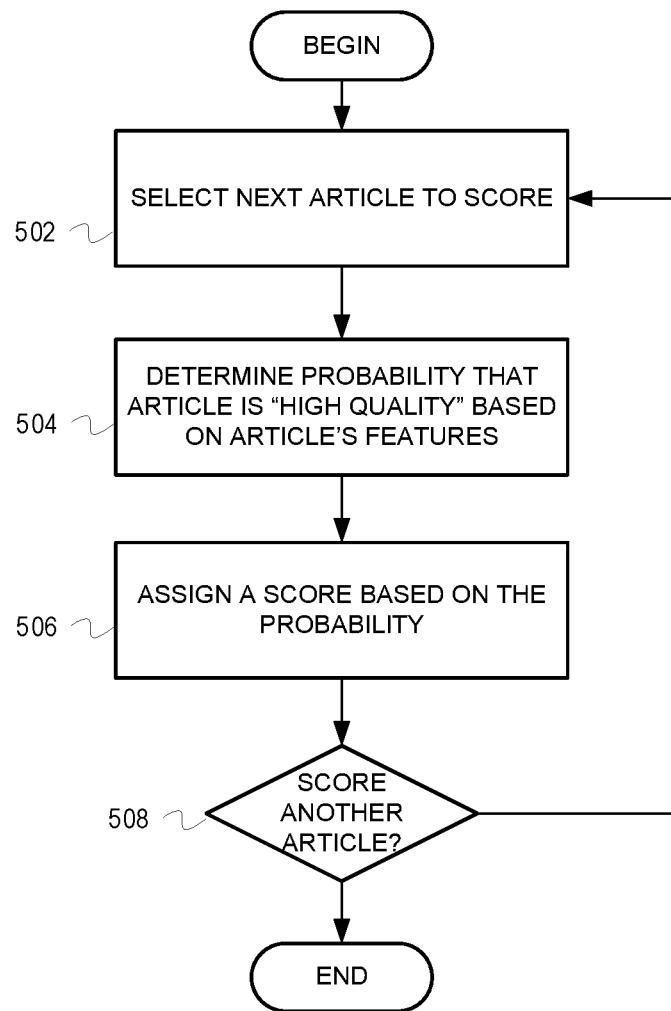 BEGIN
SELECT NEXT ARTICLE TO SCORE
502
DETERMINE PROBABILITY THAT
ARTICLE IS “HIGH QUALITY” BASED
ON ARTICLE’S FEATURES
504
ASSIGN A SCORE BASED ON THE
PROBABILITY
506
SCORE
ANOTHER
ARTICLE?
508
END